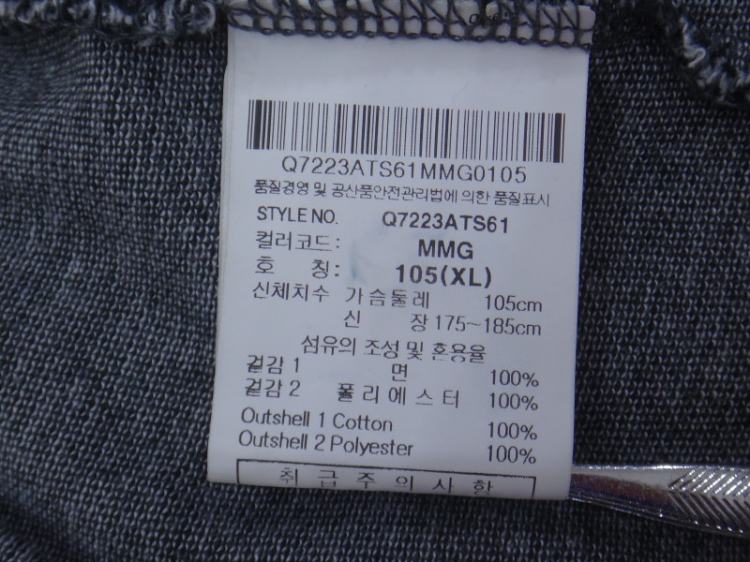 Q7223ATS61MMG0105
품질경영 및 공산품안전관리법에 의한 품질표시
STYLE NO. Q7223ATS61
컬러코드: MMG
호 칭: 105(XL)
신체치수 가슴둘레 105cm
신 장 175~185cm
섬유의 조성 및 혼용율
겉감 1 면 100%
겉감 2 폴리에스터 100%
Outshell 1 Cotton 100%
Outshell 2 Polyester 100%
취급주의사항